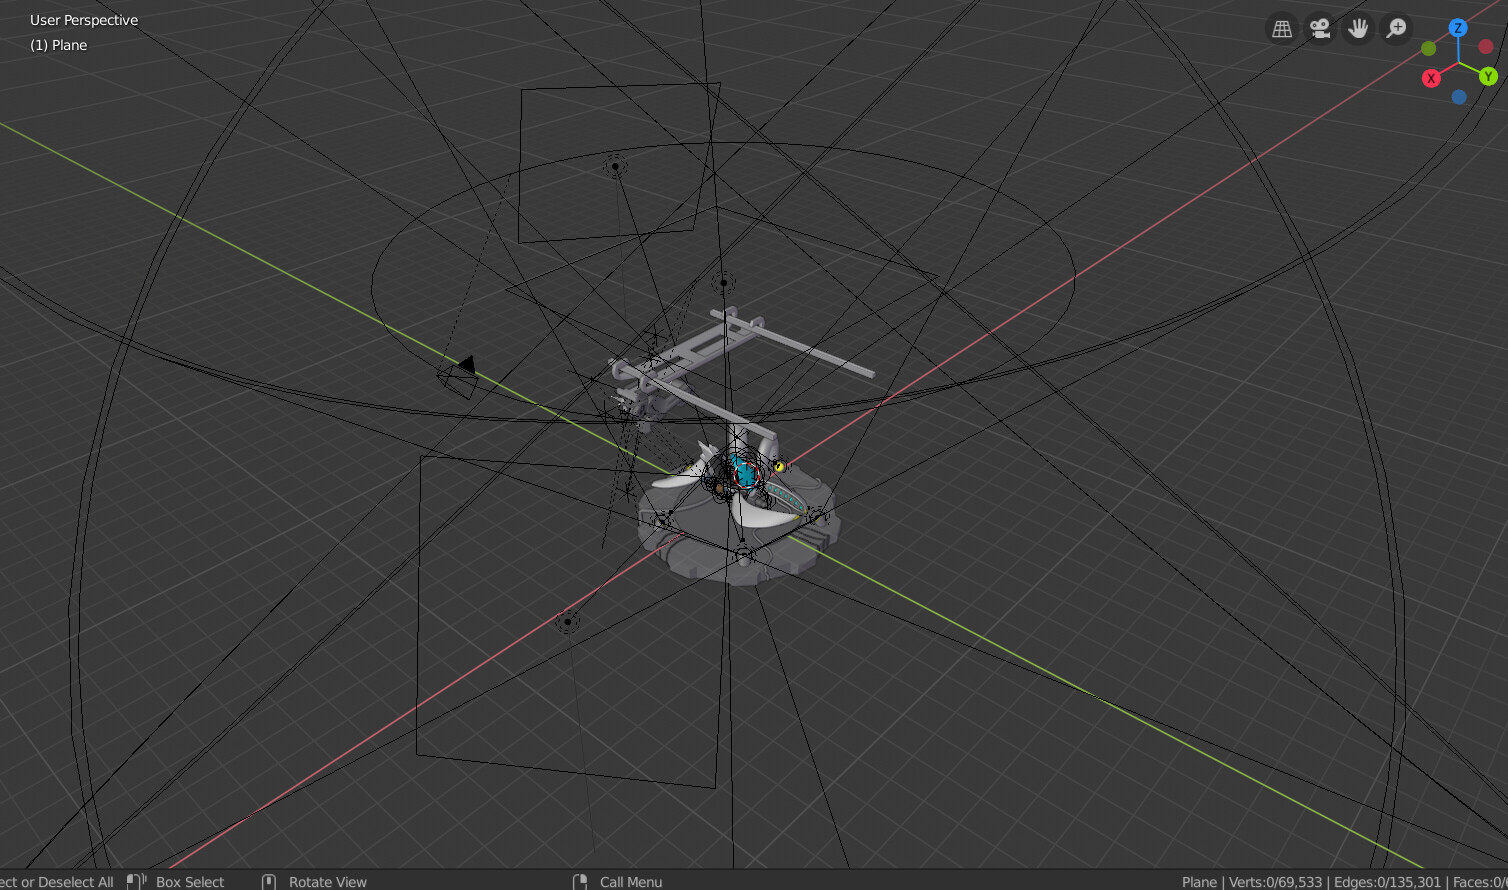 User Perspective
(1) Plane
Z
X
Y
ect or Deselect All
Box Select
Rotate View
Call Menu
Plane | Verts:0/69,533 | Edges:0/135,301 | Faces:0/